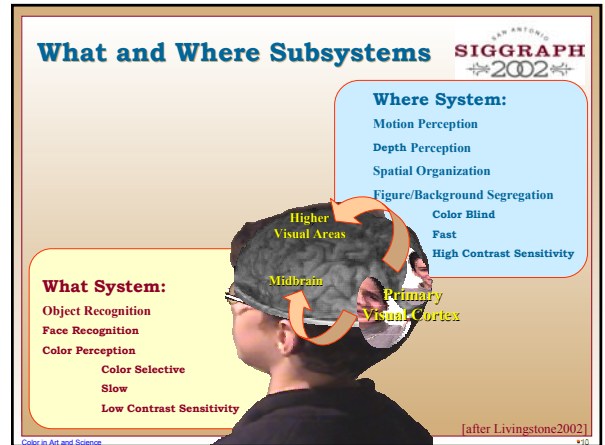 What and Where Subsystems
SAN ANTONIO
SIGGRAPH
2002
Where System:
Motion Perception
Depth Perception
Spatial Organization
Figure/Background Segregation
Color Blind
Fast
High Contrast Sensitivity
Higher
Visual Areas
Midbrain
Primary
Visual Cortex
What System:
Object Recognition
Face Recognition
Color Perception
Color Selective
Slow
Low Contrast Sensitivity
[after Livingstone2002]
Color in Art and Science
10